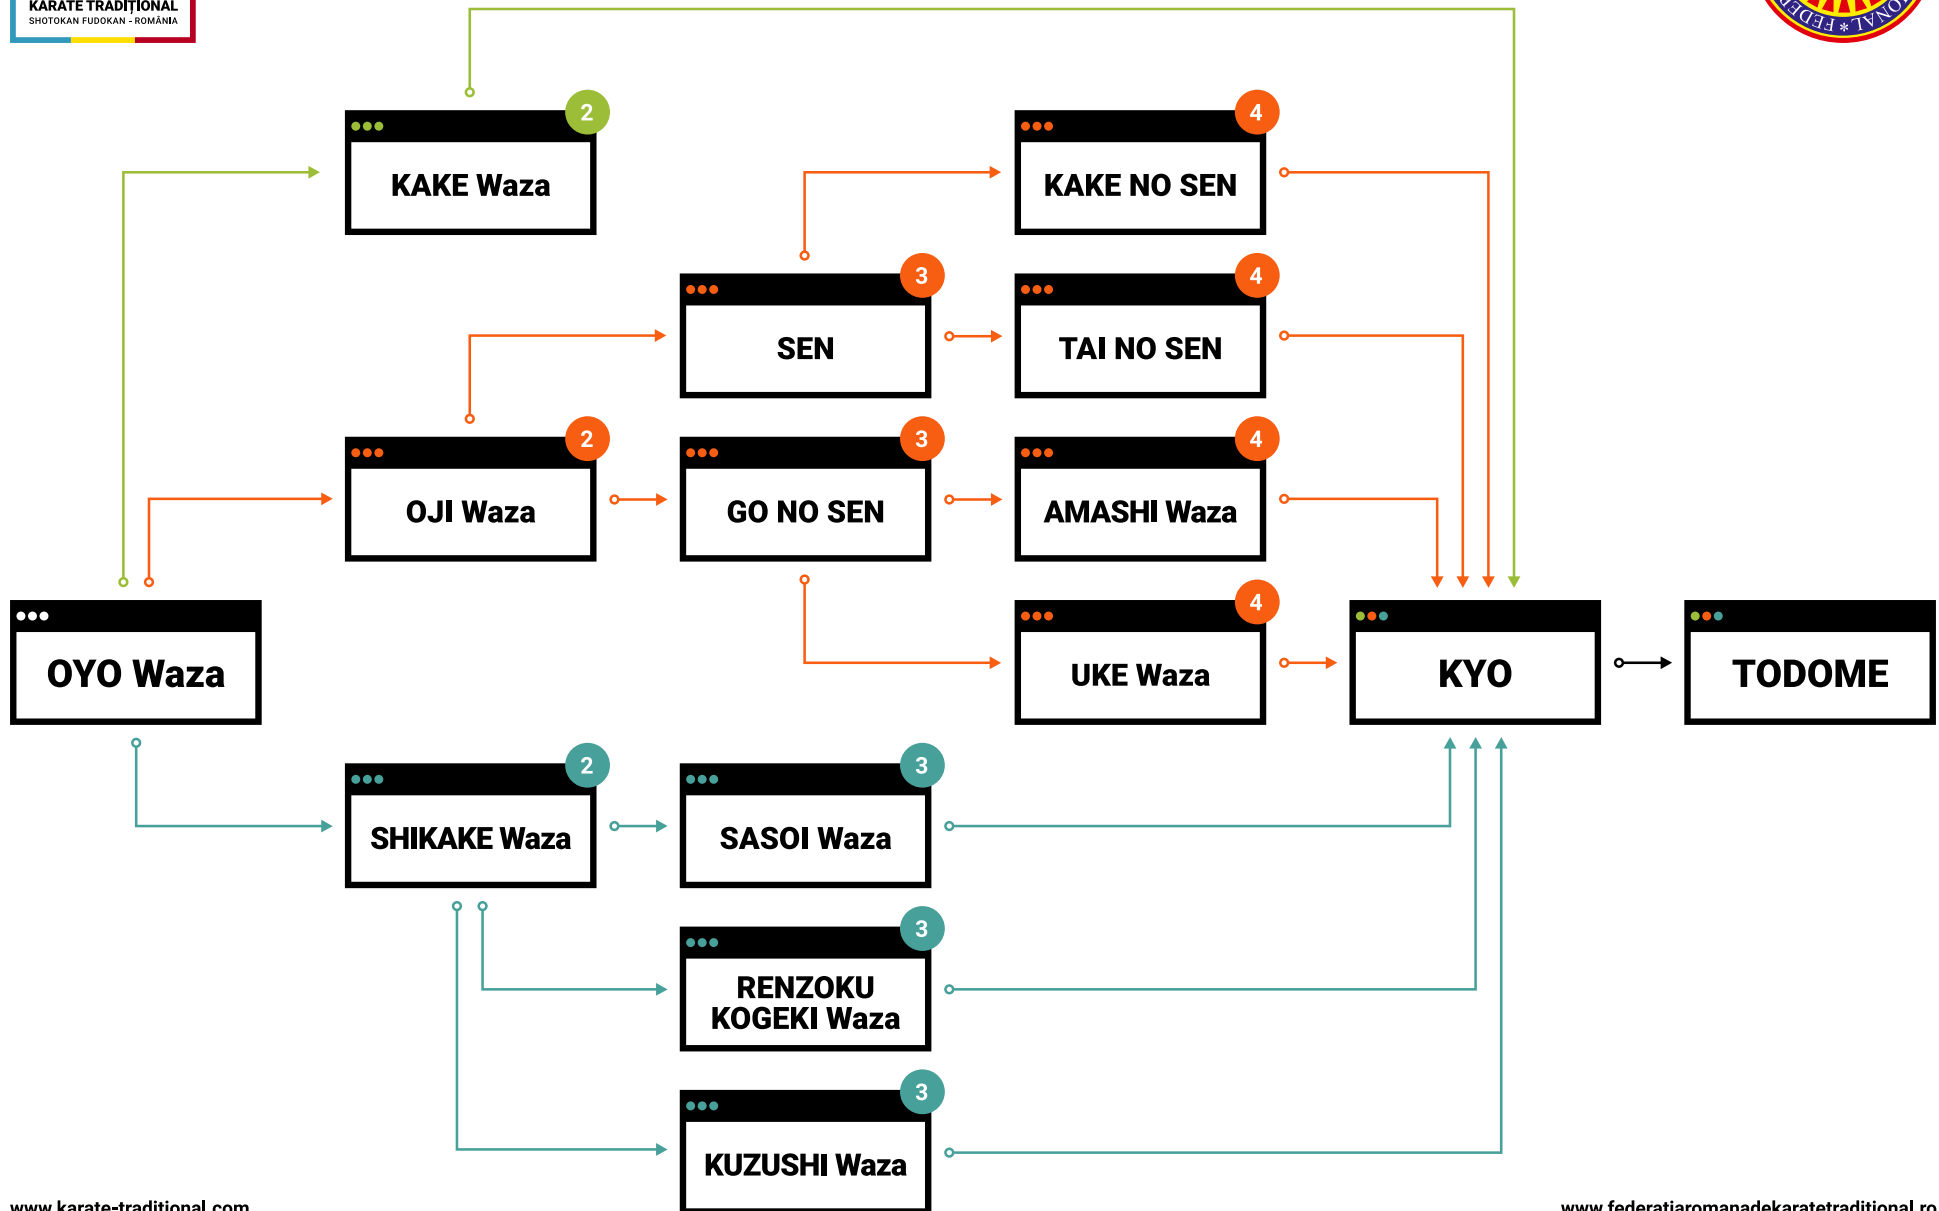 KARATE TRADIȚIONAL
SHOTOKAN FUDOKAN - ROMÂNIA
2
KAKE Waza
4
KAKE NO SEN
3
SEN
4
TAI NO SEN
2
OJI Waza
3
GO NO SEN
4
AMASHI Waza
OYO Waza
4
UKE Waza
KYO
TODOME
2
SHIKAKE Waza
3
SASOI Waza
3
RENZOKU
KOGEKI Waza
3
KUZUSHI Waza
www.karate-traditional.com
www.federatiaromanadekaratetraditional.ro